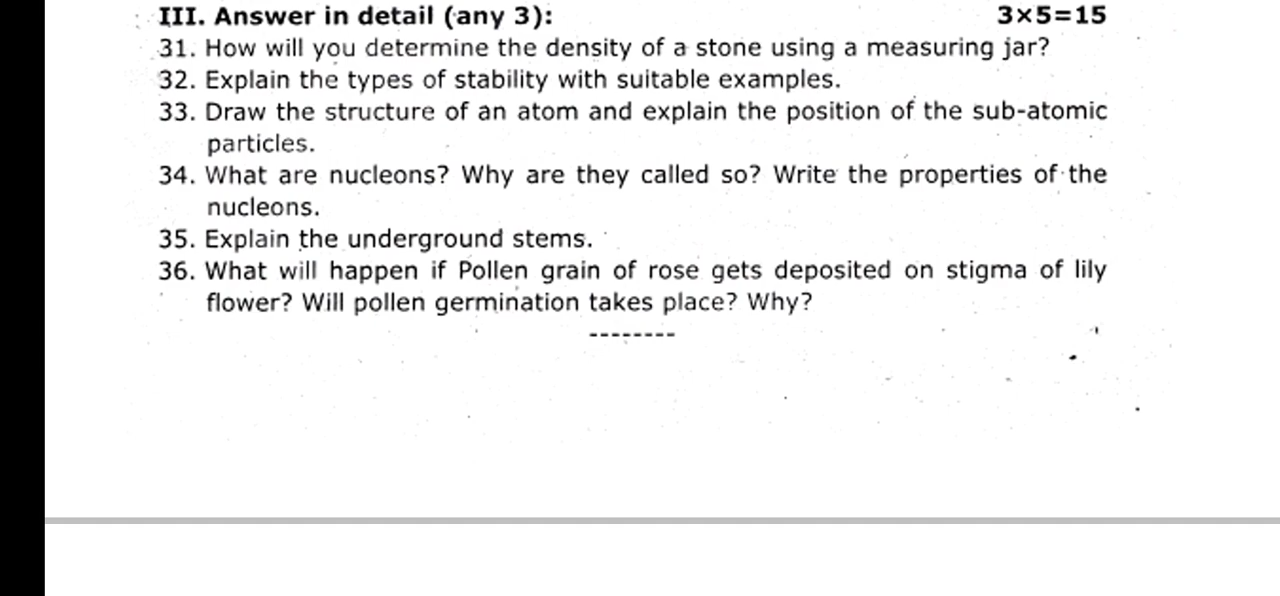 III. Answer in detail (any 3): 3×5=15
31. How will you determine the density of a stone using a measuring jar?
32. Explain the types of stability with suitable examples.
33. Draw the structure of an atom and explain the position of the sub-atomic
particles.
34. What are nucleons? Why are they called so? Write the properties of the
nucleons.
35. Explain the underground stems.
36. What will happen if Pollen grain of rose gets deposited on stigma of lily
flower? Will pollen germination takes place? Why?
--------